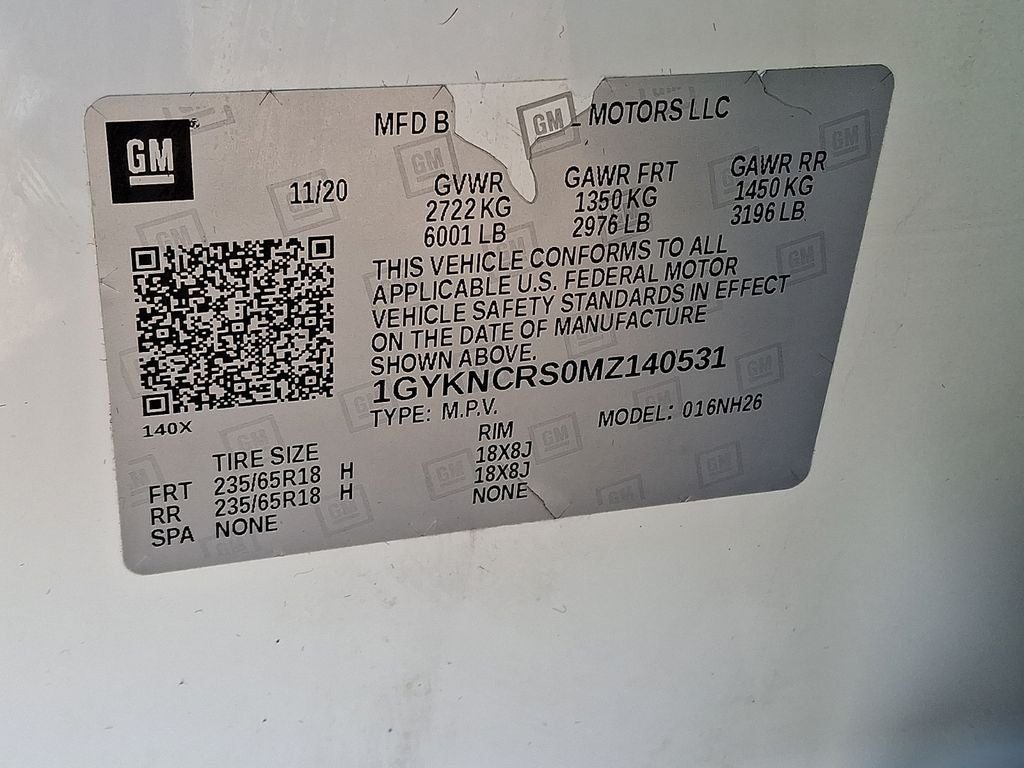 GM
MFD B
GM
MOTORS LLC
11/20
GVWR GAWR FRT GAWR RR
2722 KG 1350 KG 1450 KG
6001 LB 2976 LB 3196 LB
THIS VEHICLE CONFORMS TO ALL
APPLICABLE U.S. FEDERAL MOTOR
VEHICLE SAFETY STANDARDS IN EFFECT
ON THE DATE OF MANUFACTURE
SHOWN ABOVE.
1GYKNCRS0MZ140531
TYPE: M.P.V. MODEL: 016NH26
140X
TIRE SIZE RIM
FRT 235/65R18 H 18X8J
RR 235/65R18 H 18X8J
SPA NONE NONE